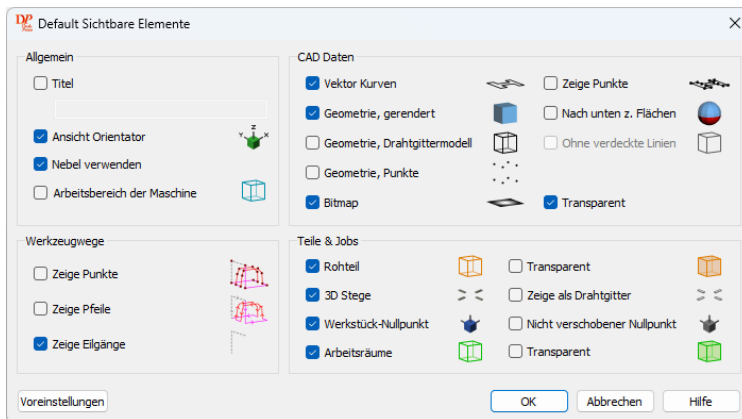 Default Sichtbare Elemente
Allgemein
Titel
Ansicht Orientator
Nebel verwenden
Arbeitsbereich der Maschine
CAD Daten
Vektor Kurven
Zeige Punkte
Geometrie, gerendert
Nach unten z. Flächen
Geometrie, Drahtgittermodell
Ohne verdeckte Linien
Geometrie, Punkte
Bitmap
Transparent
Werkzeugwege
Zeige Punkte
Zeige Pfeile
Zeige Eilgänge
Teile & Jobs
Rohteil
Transparent
3D Stege
Zeige als Drahtgitter
Werkstück-Nullpunkt
Nicht verschobener Nullpunkt
Arbeitsräume
Transparent
Voreinstellungen
OK
Abbrechen
Hilfe